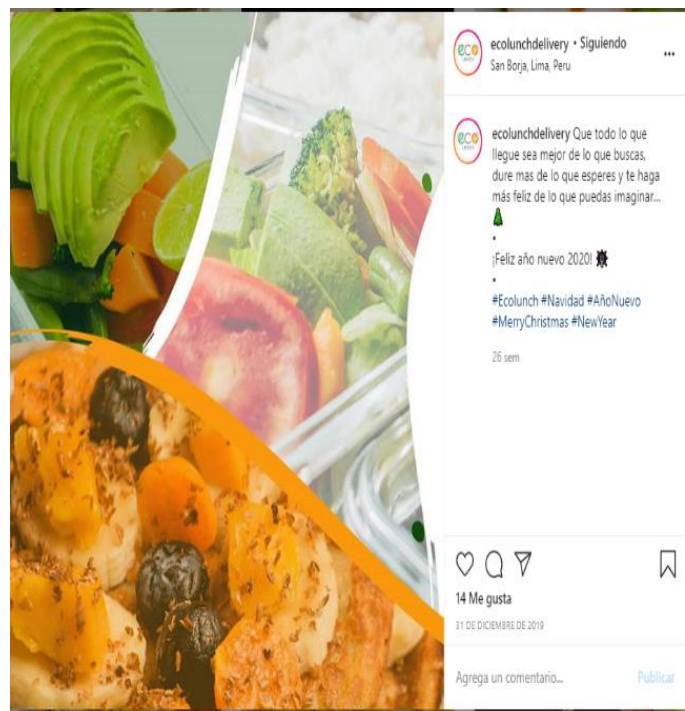 ecolunchdelivery • Siguiendo
San Borja, Lima, Peru
eco
ecolunchdelivery Que todo lo que
llegue sea mejor de lo que buscas,
dure mas de lo que esperes y te haga
más feliz de lo que puedas imaginar...
•
¡Feliz año nuevo 2020!
•
#Ecolunch #Navidad #AñoNuevo
#MerryChristmas #NewYear
26 sem
14 Me gusta
31 DE DICIEMBRE DE 2019
Agrega un comentario...
Publicar